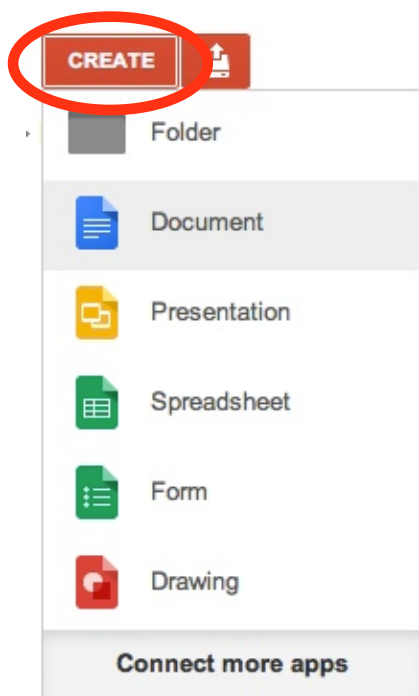 CREATE
Folder
Document
Presentation
Spreadsheet
Form
Drawing
Connect more apps